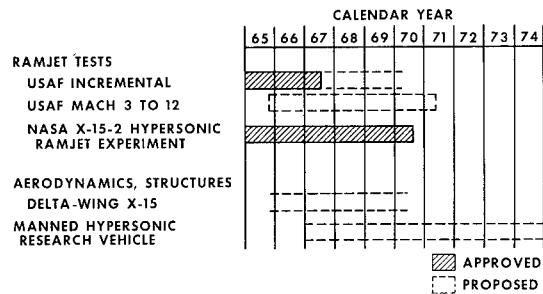 CALENDAR YEAR
65 66 67 68 69 70 71 72 73 74
RAMJET TESTS
USAF INCREMENTAL
USAF MACH 3 TO 12
NASA X-15-2 HYPERSONIC
RAMJET EXPERIMENT
AERODYNAMICS, STRUCTURES
DELTA-WING X-15
MANNED HYPERSONIC
RESEARCH VEHICLE
APPROVED
PROPOSED